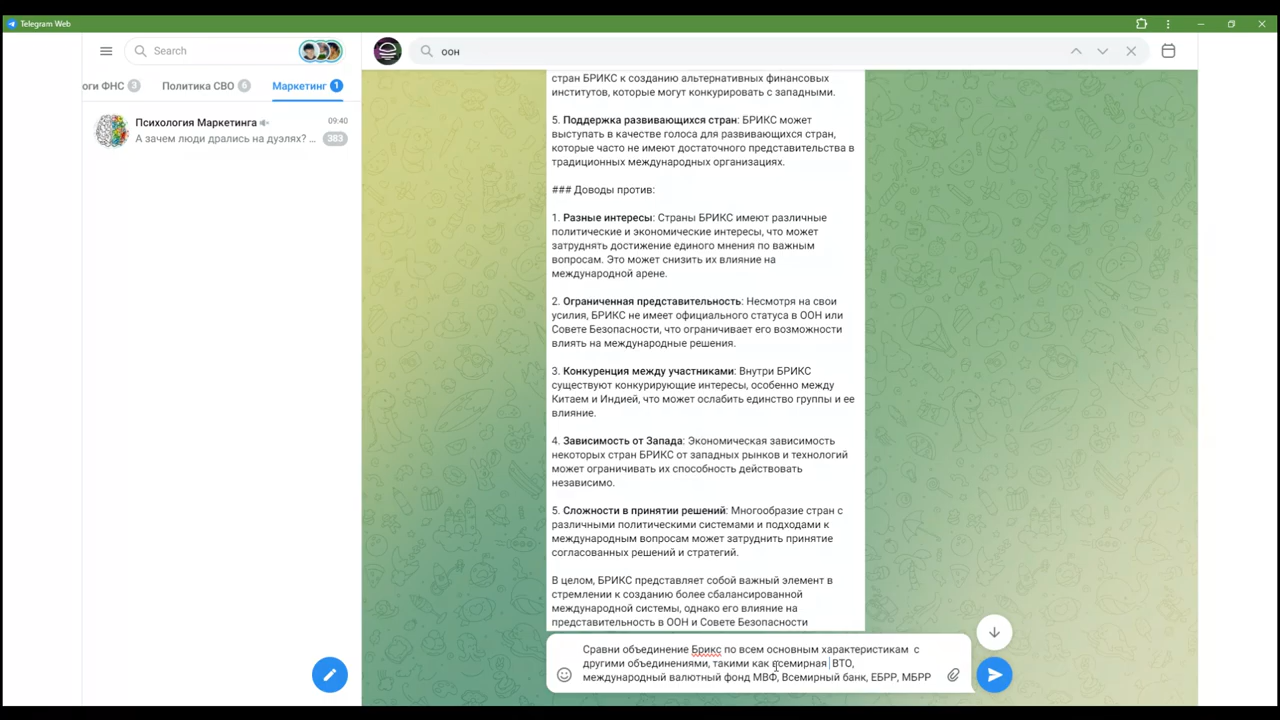 Telegram Web
Search
оон
оги ФНС 3
Политика СВО 6
Маркетинг 1
Психология Маркетинга
09:40
А зачем люди дрались на дуэлях? ...
383
стран БРИКС к созданию альтернативных финансовых
институтов, которые могут конкурировать с западными.
5. Поддержка развивающихся стран: БРИКС может
выступать в качестве голоса для развивающихся стран,
которые часто не имеют достаточного представительства в
традиционных международных организациях.
### Доводы против:
1. Разные интересы: Страны БРИКС имеют различные
политические и экономические интересы, что может
затруднять достижение единого мнения по важным
вопросам. Это может снизить их влияние на
международной арене.
2. Ограниченная представительность: Несмотря на свои
усилия, БРИКС не имеет официального статуса в ООН или
Совете Безопасности, что ограничивает его возможности
влиять на международные решения.
3. Конкуренция между участниками: Внутри БРИКС
существуют конкурирующие интересы, особенно между
Китаем и Индией, что может ослабить единство группы и ее
влияние.
4. Зависимость от Запада: Экономическая зависимость
некоторых стран БРИКС от западных рынков и технологий
может ограничивать их способность действовать
независимо.
5. Сложности в принятии решений: Многообразие стран с
различными политическими системами и подходами к
международным вопросам может затруднить принятие
согласованных решений и стратегий.
В целом, БРИКС представляет собой важный элемент в
стремлении к созданию более сбалансированной
международной системы, однако его влияние на
представительность в ООН и Совете Безопасности
Сравни объединение Брикс по всем основным характеристикам с
другими объединениями, такими как всемирная ВТО,
международный валютный фонд МВФ, Всемирный банк, ЕБРР, МБРР